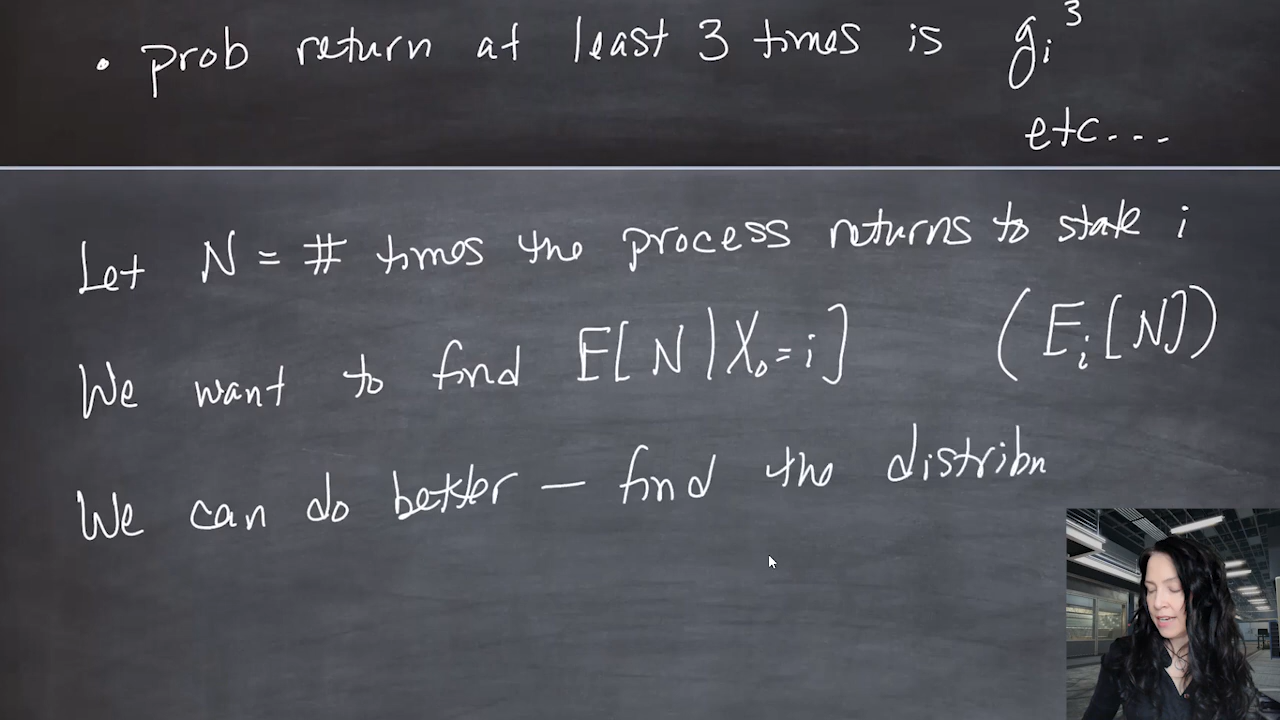 • prob return at least 3 times is gᵢ³
etc...
Let N = # times the process returns to state i
We want to find E[N|X₀=i] (Eᵢ[N])
We can do better – find the distribn